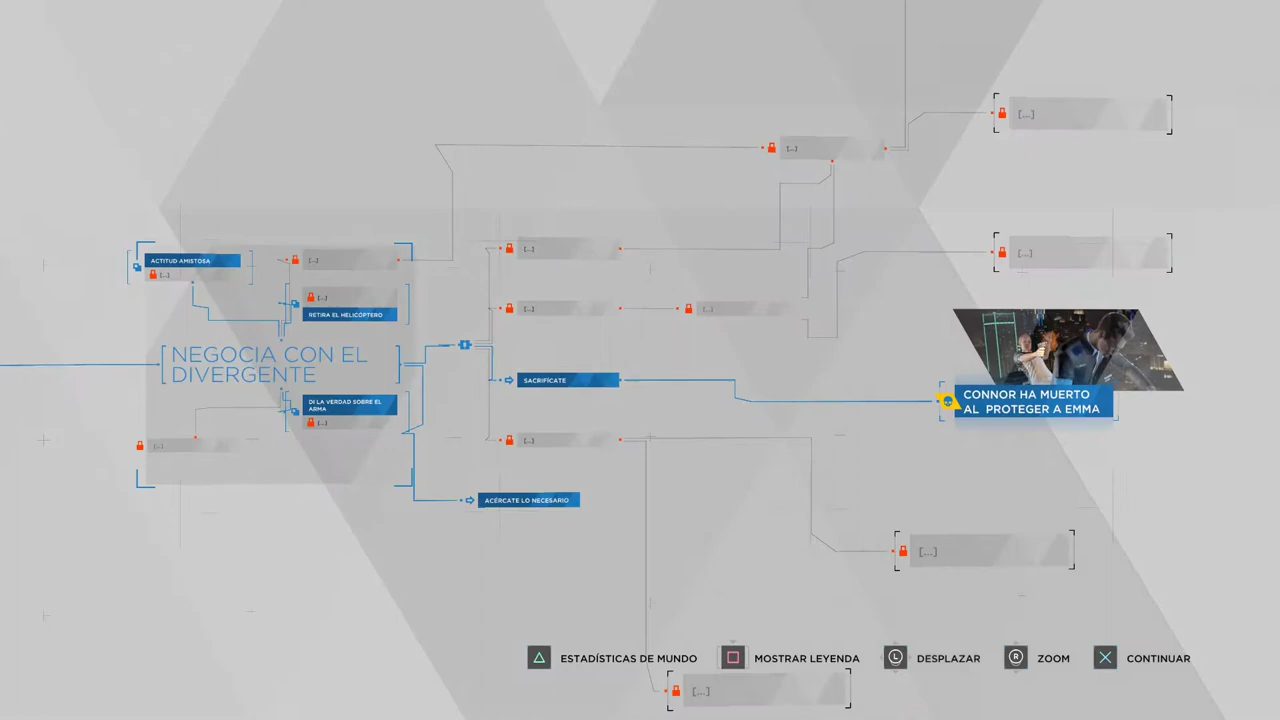 [...]
[...]
[...]
ACTITUD AMISTOSA
[...]
[...]
[...]
RETIRA EL HELICÓPTERO
[...]
[...]
[...]
NEGOCIA CON EL
DIVERGENTE
SACRIFÍCATE
CONNOR HA MUERTO
AL PROTEGER A EMMA
DI LA VERDAD SOBRE EL
ARMA
[...]
[...]
[...]
ACÉRCATE LO NECESARIO
[...]
ESTADÍSTICAS DE MUNDO
MOSTRAR LEYENDA
L
DESPLAZAR
R
ZOOM
CONTINUAR
[...]